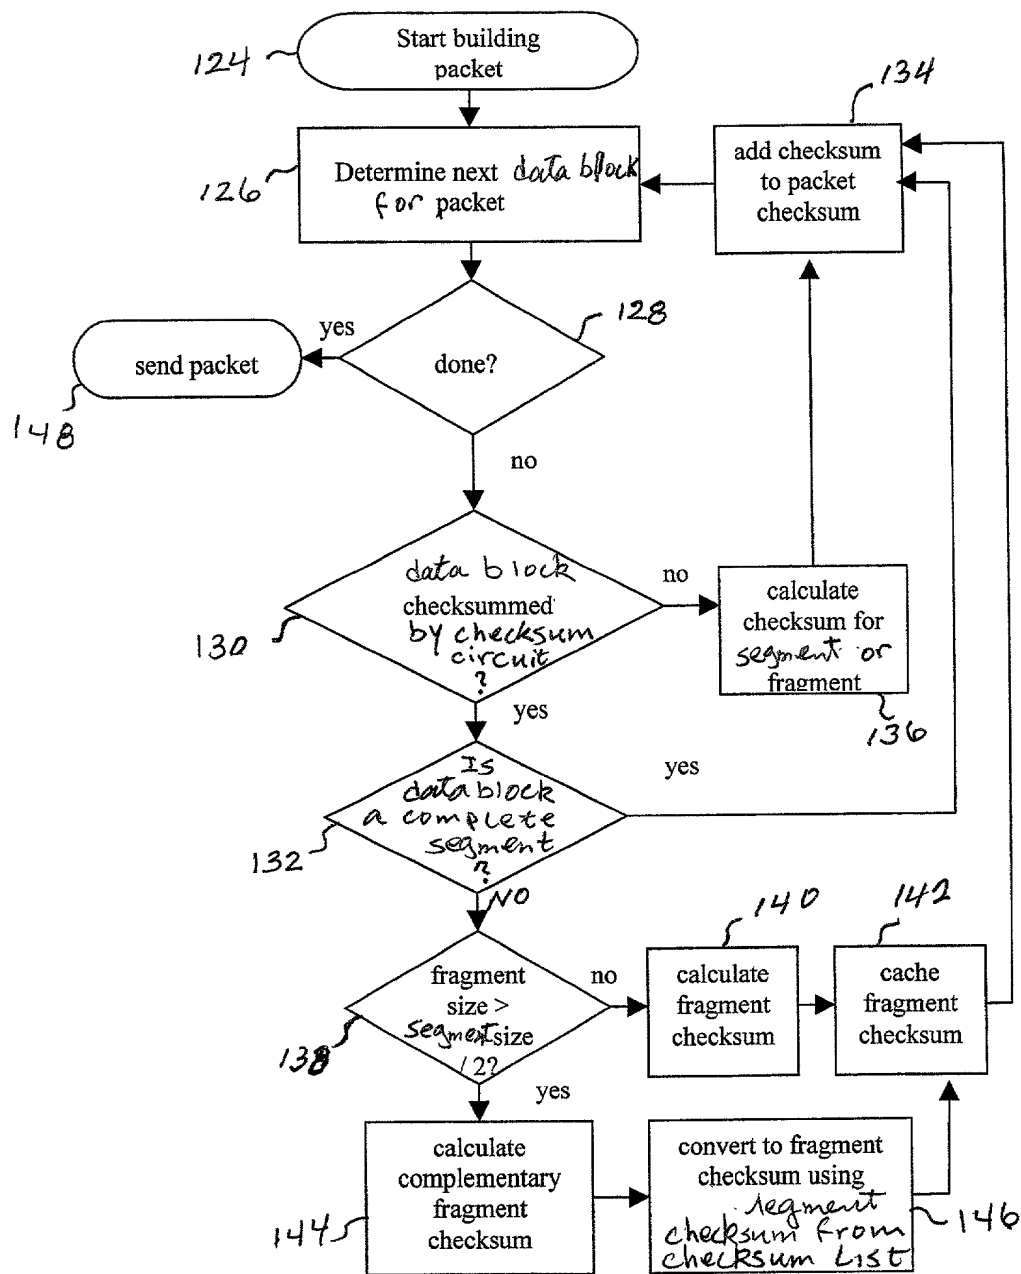 124
Start building
packet
134
add checksum
to packet
checksum
126
Determine next data block
for packet
128
yes
done?
send packet
148
no
data block
checksummed
by checksum
circuit
?
no
130
calculate
checksum for
segment or
fragment
136
yes
Is
data block
a complete
segment
?
yes
132
NO
140
142
fragment
size >
segment size
/ 2?
no
138
calculate
fragment
checksum
cache
fragment
checksum
yes
calculate
complementary
fragment
checksum
144
convert to fragment
checksum using
segment
checksum from
checksum List
146